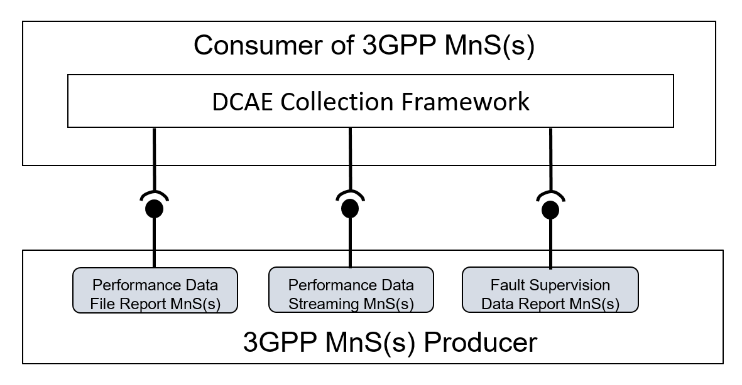 Consumer of 3GPP MnS(s)
DCAE Collection Framework
Performance Data
File Report MnS(s)
Performance Data
Streaming MnS(s)
Fault Supervision
Data Report MnS(s)
3GPP MnS(s) Producer